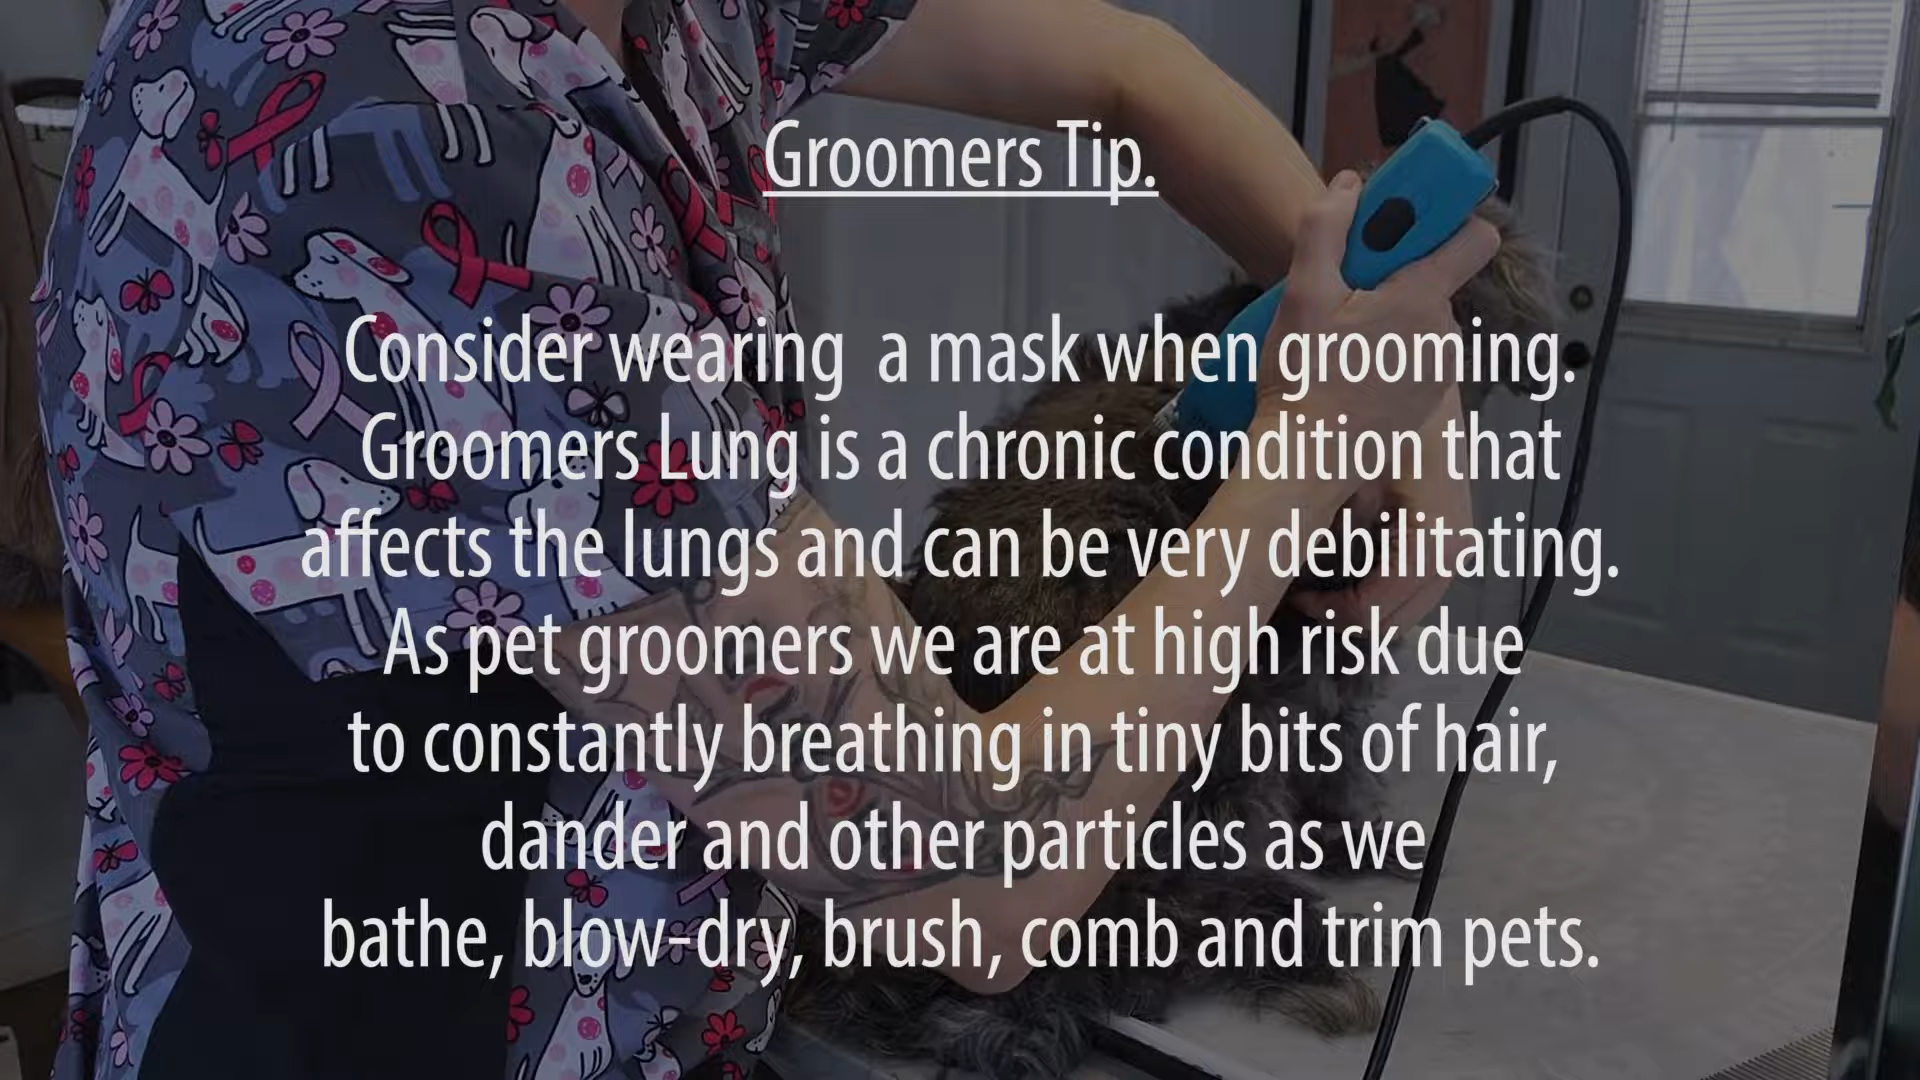 Groomers Tip.
Consider wearing  a mask when grooming.
Groomers Lung is a chronic condition that
affects the lungs and can be very debilitating.
As pet groomers we are at high risk due
to constantly breathing in tiny bits of hair,
dander and other particles as we
bathe, blow-dry, brush, comb and trim pets.